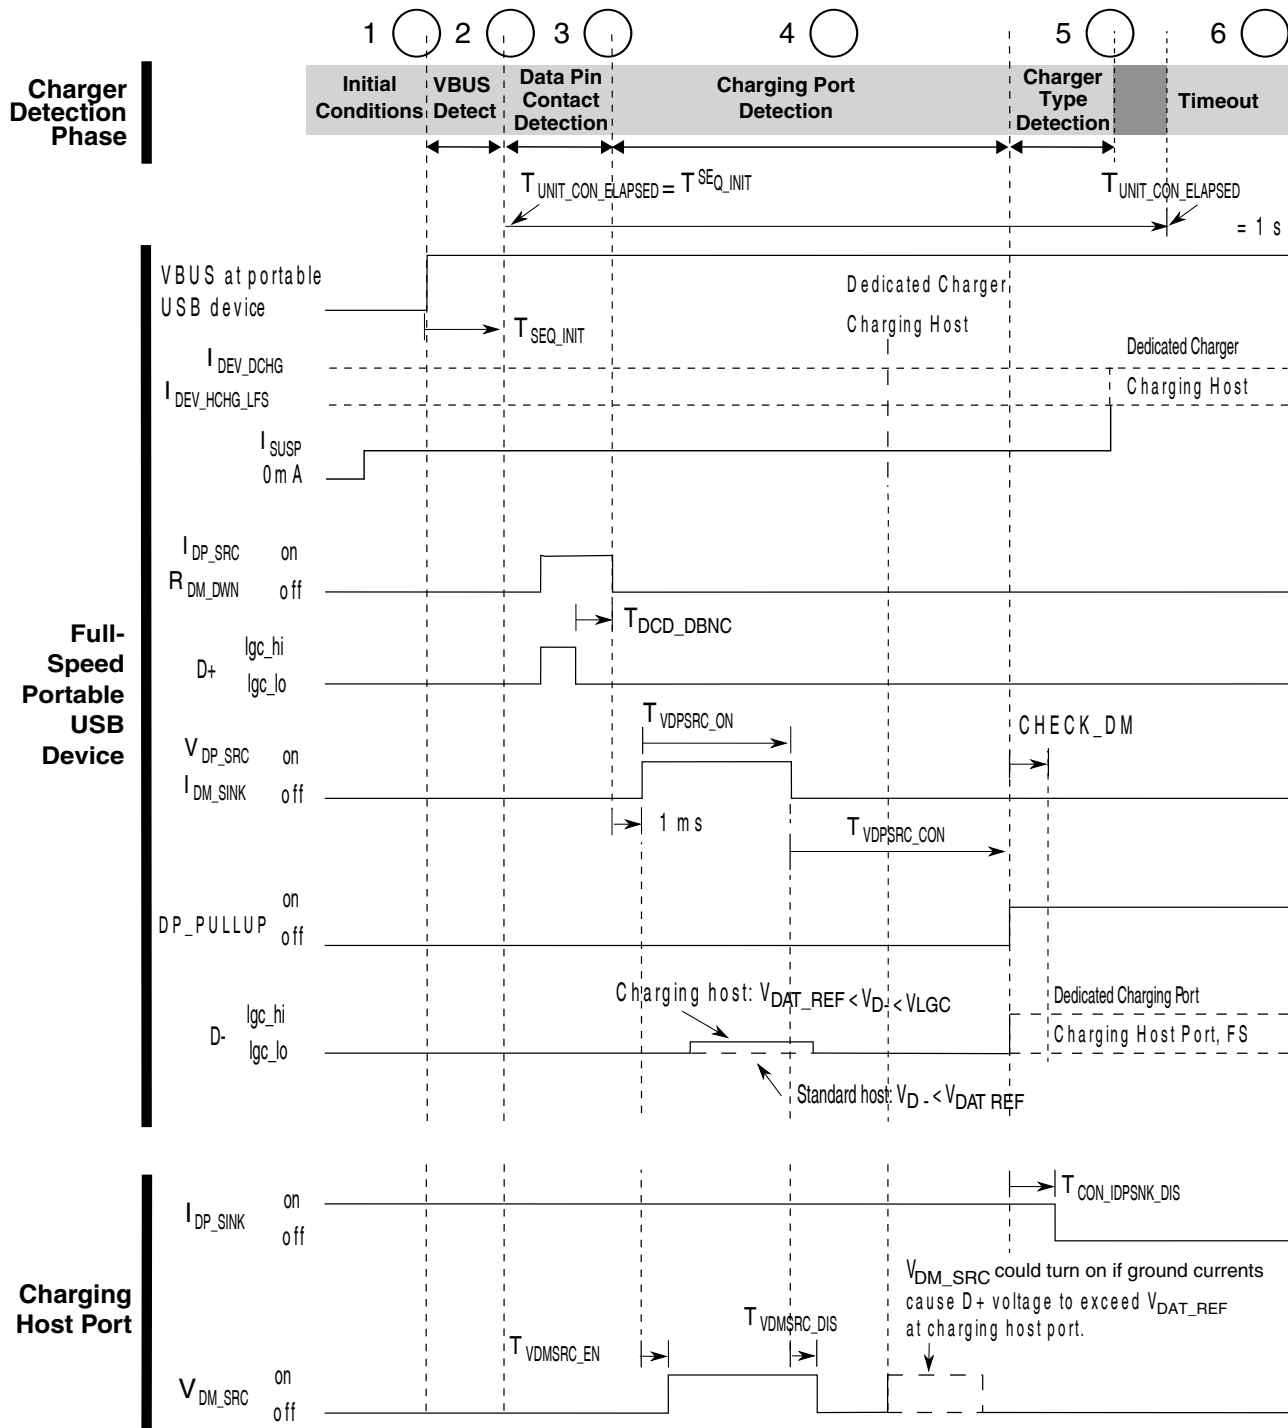 1 2 3 4 5 6
Charger
Detection
Phase
Initial
Conditions
VBUS
Detect
Data Pin
Contact
Detection
Charging Port
Detection
Charger
Type
Detection
Timeout
T UNIT_CON_ELAPSED = T SEQ_INIT
T UNIT_CON_ELAPSED
= 1 s
Full-
Speed
Portable
USB
Device
VBUS at portable
USB device
T SEQ_INIT
Dedicated Charger
Charging Host
I DEV_DCHG
Dedicated Charger
I DEV_HCHG_LFS
Charging Host
I SUSP
0mA
I DP_SRC on
R DM_DWN off
T DCD_DBNC
D+ lgc_hi
lgc_lo
T VDPSRC_ON
CHECK_DM
V DP_SRC on
I DM_SINK off
1 ms
T VDPSRC_CON
DP_PULLUP on
off
Charging host: V DAT_REF < V D- < VLGC
Dedicated Charging Port
D- lgc_hi
lgc_lo
Charging Host Port, FS
Standard host: V D - < V DAT REF
Charging
Host Port
I DP_SINK on
off
T CON_IDPSNK_DIS
V DM_SRC could turn on if ground currents
cause D+ voltage to exceed V DAT_REF
at charging host port.
T VDMSRC_EN
T VDMSRC_DIS
V DM_SRC on
off